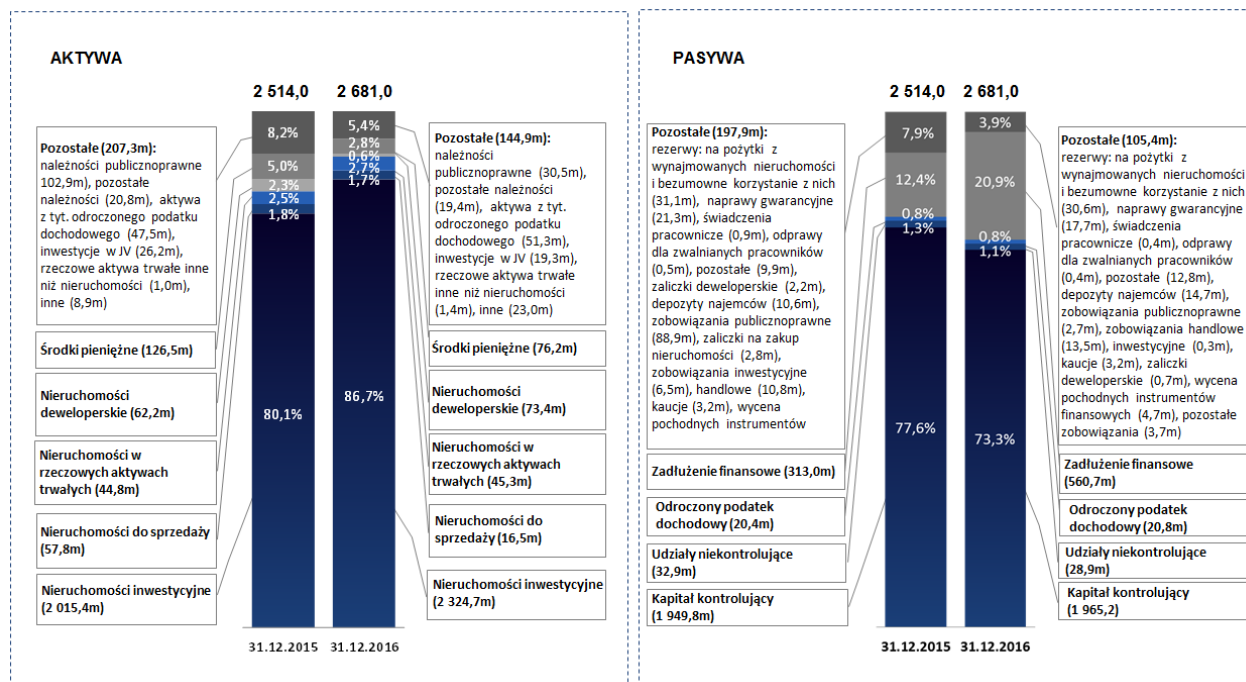 AKTYWA
2 514,0
2 681,0
Pozostałe (207,3m):
należności publicznoprawne
102,9m), pozostałe
należności (20,8m), aktywa
z tyt. odroczonego podatku
dochodowego (47,5m),
inwestycje w JV (26,2m),
rzeczowe aktywa trwałe inne
niż nieruchomości (1,0m),
inne (8,9m)
Środki pieniężne (126,5m)
Nieruchomości
deweloperskie (62,2m)
Nieruchomości w
rzeczowych aktywach
trwałych (44,8m)
Nieruchomości do sprzedaży
(57,8m)
Nieruchomości inwestycyjne
(2 015,4m)
8,2%
5,0%
2,3%
2,5%
1,8%
80,1%
31.12.2015
5,4%
2,8%
0,6%
2,7%
1,7%
86,7%
31.12.2016
Pozostałe (144,9m):
należności
publicznoprawne (30,5m),
pozostałe należności
(19,4m), aktywa z tyt.
odroczonego podatku
dochodowego (51,3m),
inwestycje w JV (19,3m),
rzeczowe aktywa trwałe
inne niż nieruchomości
(1,4m), inne (23,0m)
Środki pieniężne (76,2m)
Nieruchomości
deweloperskie (73,4m)
Nieruchomości w
rzeczowych aktywach
trwałych (45,3m)
Nieruchomości do
sprzedaży (16,5m)
Nieruchomości inwestycyjne
(2 324,7m)
PASYWA
2 514,0
2 681,0
Pozostałe (197,9m):
rezerwy: na pożytki z
wynajmowanych nieruchomości
i bezumowne korzystanie z nich
(31,1m), naprawy gwarancyjne
(21,3m), świadczenia
pracownicze (0,9m), odprawy
dla zwalnianych pracowników
(0,5m), pozostałe (9,9m),
zaliczki deweloperskie (2,2m),
depozyty najemców (10,6m),
zobowiązania publicznoprawne
(88,9m), zaliczki na zakup
nieruchomości (2,8m),
zobowiązania inwestycyjne
(6,5m), handlowe (10,8m),
kaucje (3,2m), wycena
pochodnych instrumentów
Zadłużenie finansowe (313,0m)
Odroczony podatek
dochodowy (20,4m)
Udziały niekontrolujące
(32,9m)
Kapitał kontrolujący
(1 949,8m)
7,9%
12,4%
0,8%
1,3%
77,6%
31.12.2015
3,9%
20,9%
0,8%
1,1%
73,3%
31.12.2016
Pozostałe (105,4m):
rezerwy: na pożytki z
wynajmowanych nieruchomości
i bezumowne korzystanie z nich
(30,6m), naprawy gwarancyjne
(17,7m), świadczenia
pracownicze (0,4m), odprawy
dla zwalnianych pracowników
(0,4m), pozostałe (12,8m),
depozyty najemców (14,7m),
zobowiązania publicznoprawne
(2,7m), zobowiązania handlowe
(13,5m), inwestycyjne (0,3m),
kaucje (3,2m), zaliczki
deweloperskie (0,7m), wycena
pochodnych instrumentów
finansowych (4,7m), pozostałe
zobowiązania (3,7m)
Zadłużenie finansowe
(560,7m)
Odroczony podatek
dochodowy (20,8m)
Udziały niekontrolujące
(28,9m)
Kapitał kontrolujący
(1 965,2)